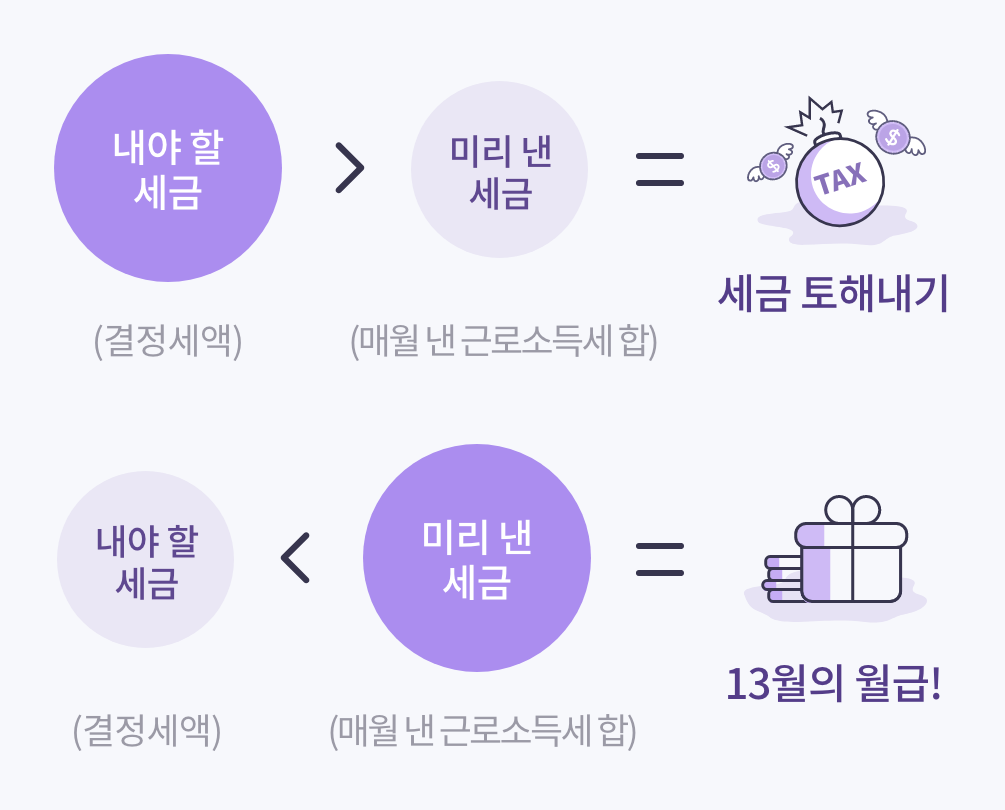 내야 할
세금
>
미리 낸
세금
=
TAX
세금 토해내기
(결정세액)
(매월 낸 근로소득세 합)
내야 할
세금
<
미리 낸
세금
=
13월의 월급!
(결정세액)
(매월 낸 근로소득세 합)